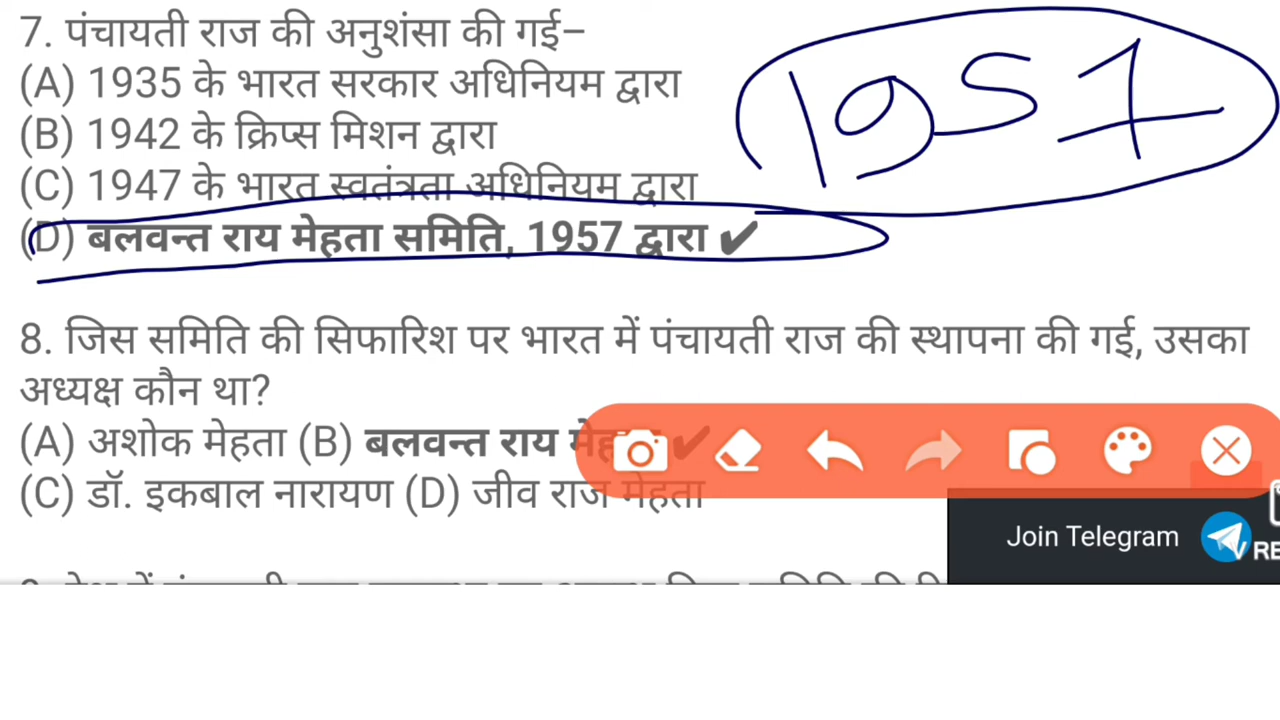 7. पंचायती राज की अनुशंसा की गई–
(A) 1935 के भारत सरकार अधिनियम द्वारा
1957
(B) 1942 के क्रिप्स मिशन द्वारा
(C) 1947 के भारत स्वतंत्रता अधिनियम द्वारा
(D) बलवन्त राय मेहता समिति, 1957 द्वारा ✔
8. जिस समिति की सिफारिश पर भारत में पंचायती राज की स्थापना की गई, उसका
अध्यक्ष कौन था?
(A) अशोक मेहता (B) बलवन्त राय मेहता ✔
(C) डॉ. इकबाल नारायण (D) जीव राज मेहता
Join Telegram